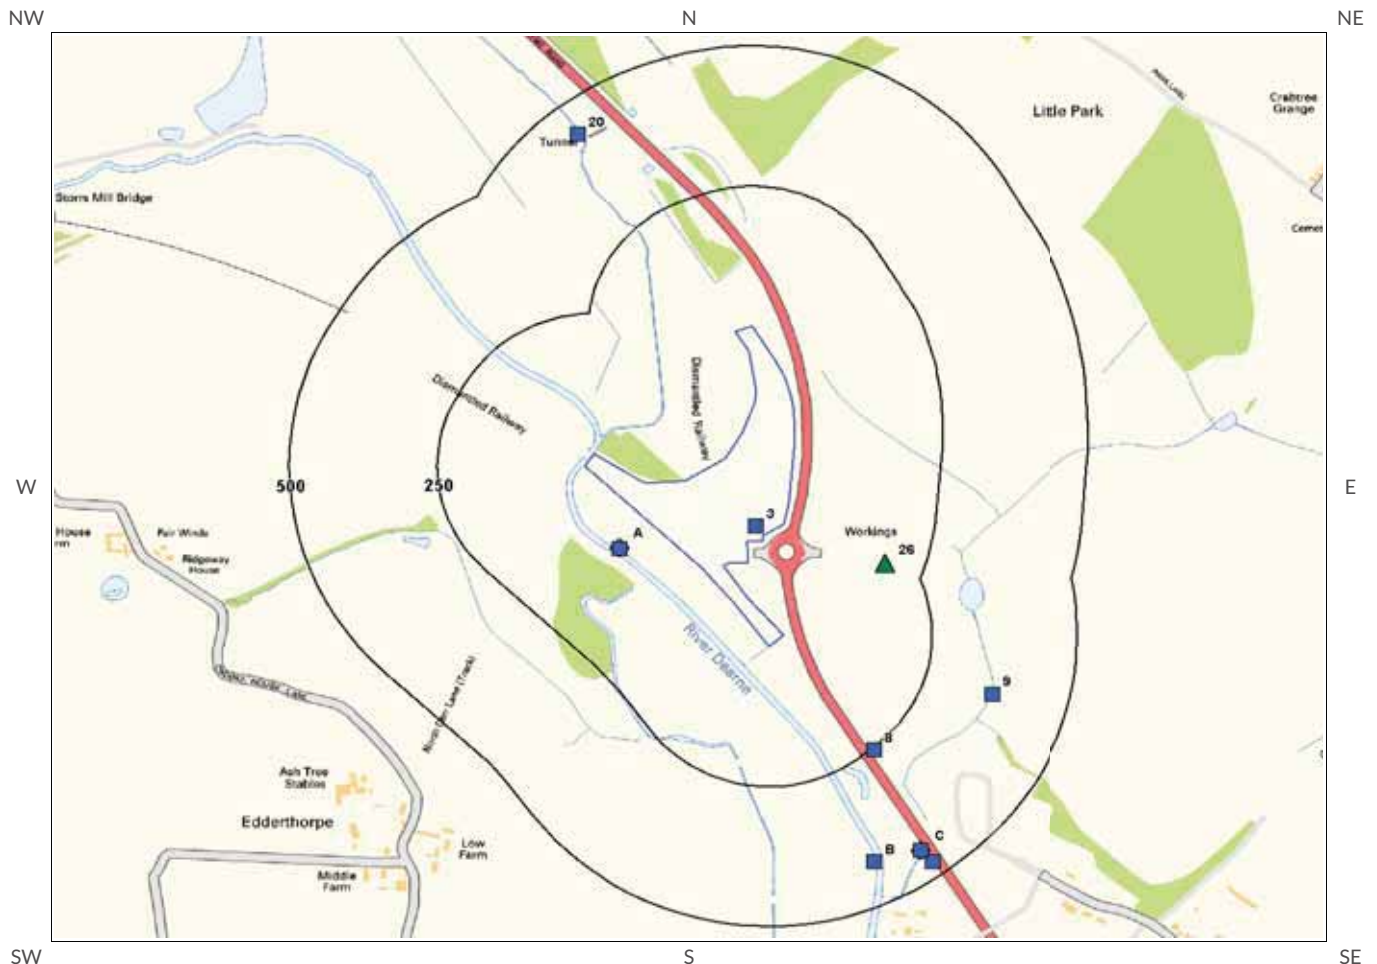 NW
N
NE
Little Park
Crabtree
Grange
20
Tunnel
Storrs Mill Bridge
Dismantled Railway
Dismantled Railway
500
250
3
A
Workings
26
House
Fair Winds
Ridgeway
House
W
E
River Dearne
9
8
Ash Tree
Stables
Edderthorpe
Low
Farm
Middle
Farm
B
C
SW
S
SE